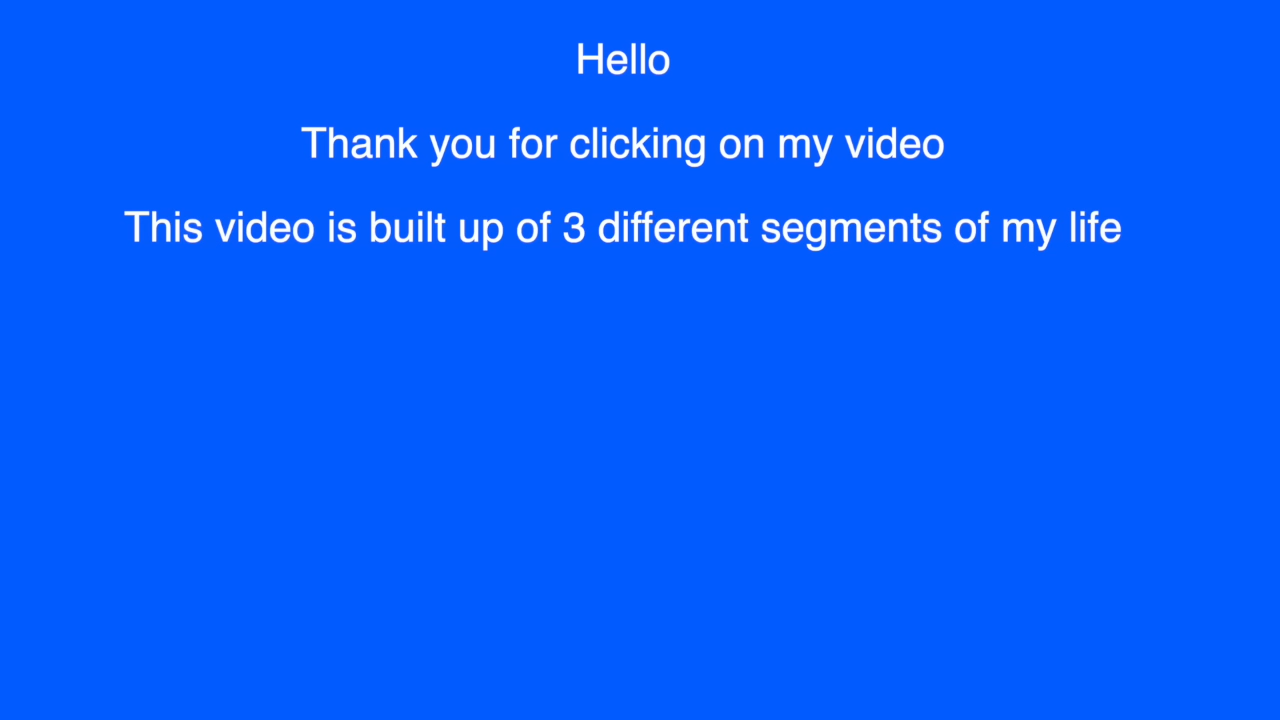 Hello
Thank you for clicking on my video
This video is built up of 3 different segments of my life